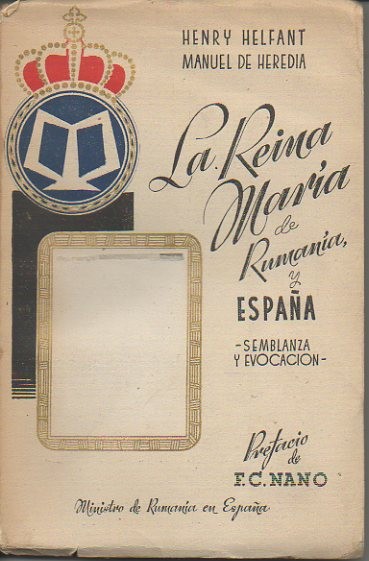 HENRY HELFANT
MANUEL DE HEREDIA
La Reina
Maria
de
Rumania,
y
ESPAÑA
-SEMBLANZA
Y EVOCACION-
Prefacio
de
F.C. NANO
Ministro de Rumania en España